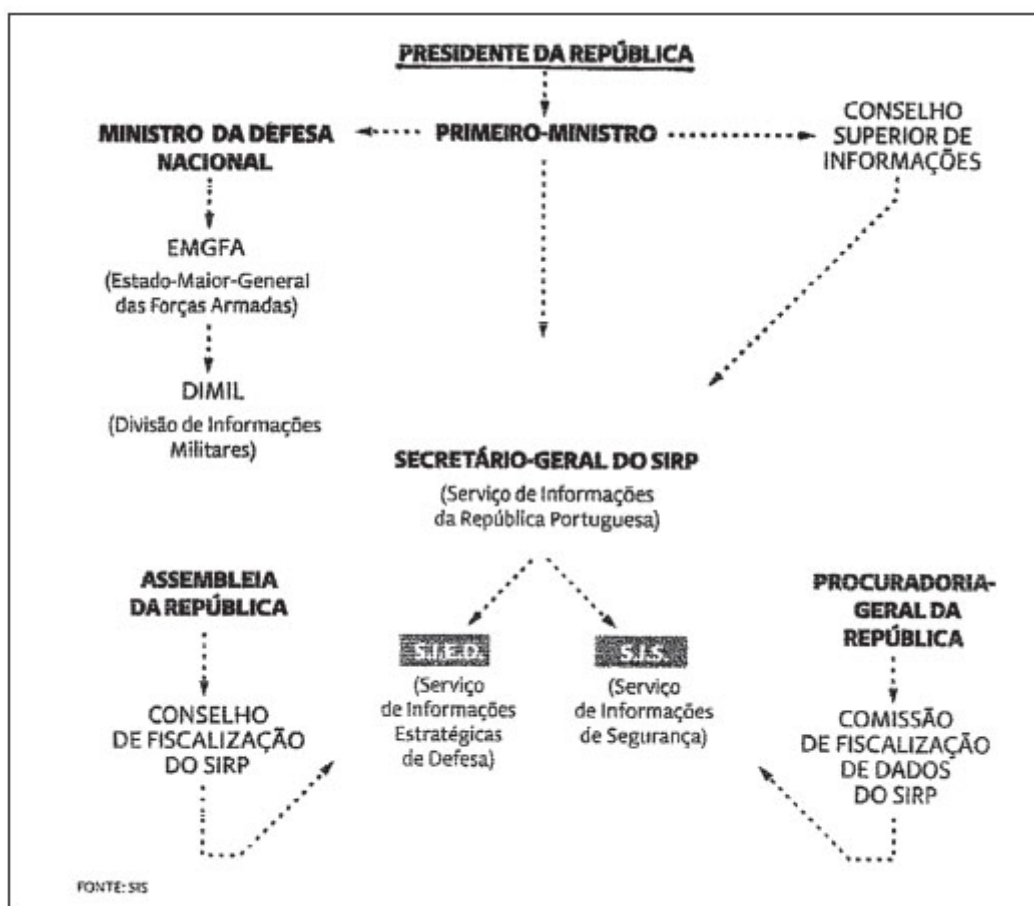 PRESIDENTE DA REPÚBLICA
MINISTRO DA DEFESA
NACIONAL
PRIMEIRO-MINISTRO
CONSELHO
SUPERIOR DE
INFORMAÇÕES
EMGFA
(Estado-Maior-General
das Forças Armadas)
DIMIL
(Divisão de Informações
Militares)
SECRETÁRIO-GERAL DO SIRP
(Serviço de Informações
da República Portuguesa)
ASSEMBLEIA
DA REPÚBLICA
PROCURADORIA-
GERAL DA
REPÚBLICA
S.I.E.D.
(Serviço
de Informações
Estratégicas
de Defesa)
S.I.S.
(Serviço
de Informações
de Segurança)
CONSELHO
DE FISCALIZAÇÃO
DO SIRP
COMISSÃO
DE FISCALIZAÇÃO
DE DADOS
DO SIRP
FONTE: SIS